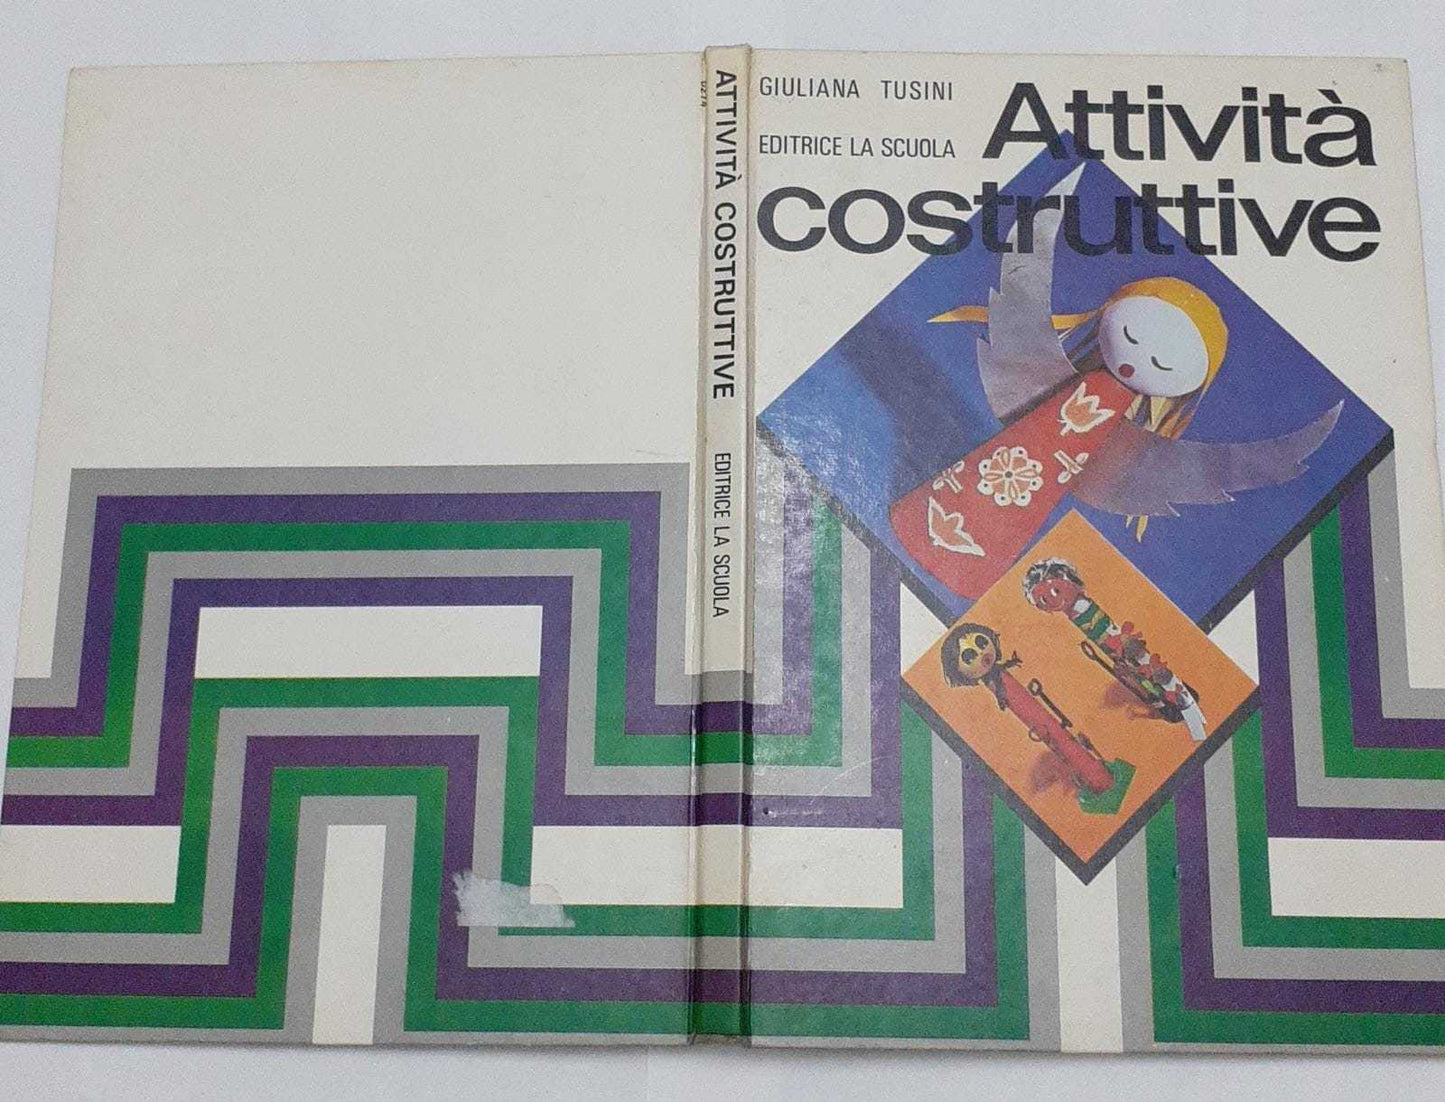 GIULIANA TUSINI
EDITRICE LA SCUOLA
Attività
costruttive
ATTIVITÀ COSTRUTTIVE EDITRICE LA SCUOLA